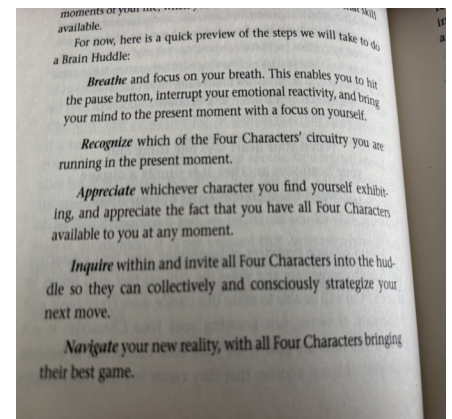 moments of your
skill
available.
For now, here is a quick preview of the steps we will take to do
a Brain Huddle:
Breathe and focus on your breath. This enables you to hit
the pause button, interrupt your emotional reactivity, and bring
your mind to the present moment with a focus on yourself.
Recognize which of the Four Characters' circuitry you are
running in the present moment.
Appreciate whichever character you find yourself exhibit-
ing, and appreciate the fact that you have all Four Characters
available to you at any moment.
Inquire within and invite all Four Characters into the hud-
dle so they can collectively and consciously strategize your
next move.
Navigate your new reality, with all Four Characters bringing
their best game.